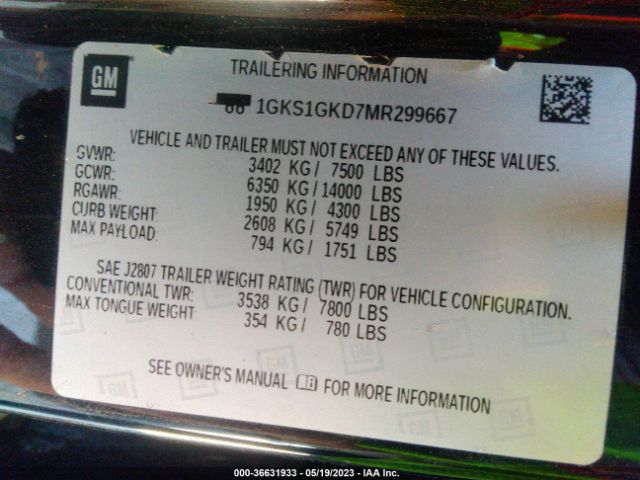 GM
TRAILERING INFORMATION
1GKS1GKD7MR299667
VEHICLE AND TRAILER MUST NOT EXCEED ANY OF THESE VALUES.
GVWR: 3402 KG/ 7500 LBS
GCWR: 6350 KG/14000 LBS
RGAWR: 1950 KG/ 4300 LBS
CURB WEIGHT: 2608 KG/ 5749 LBS
MAX PAYLOAD: 794 KG/ 1751 LBS
SAE J2807 TRAILER WEIGHT RATING (TWR) FOR VEHICLE CONFIGURATION.
CONVENTIONAL TWR: 3538 KG/ 7800 LBS
MAX TONGUE WEIGHT: 354 KG/ 780 LBS
SEE OWNER'S MANUAL FOR MORE INFORMATION
000-36631933 - 05/19/2023 - IAA Inc.